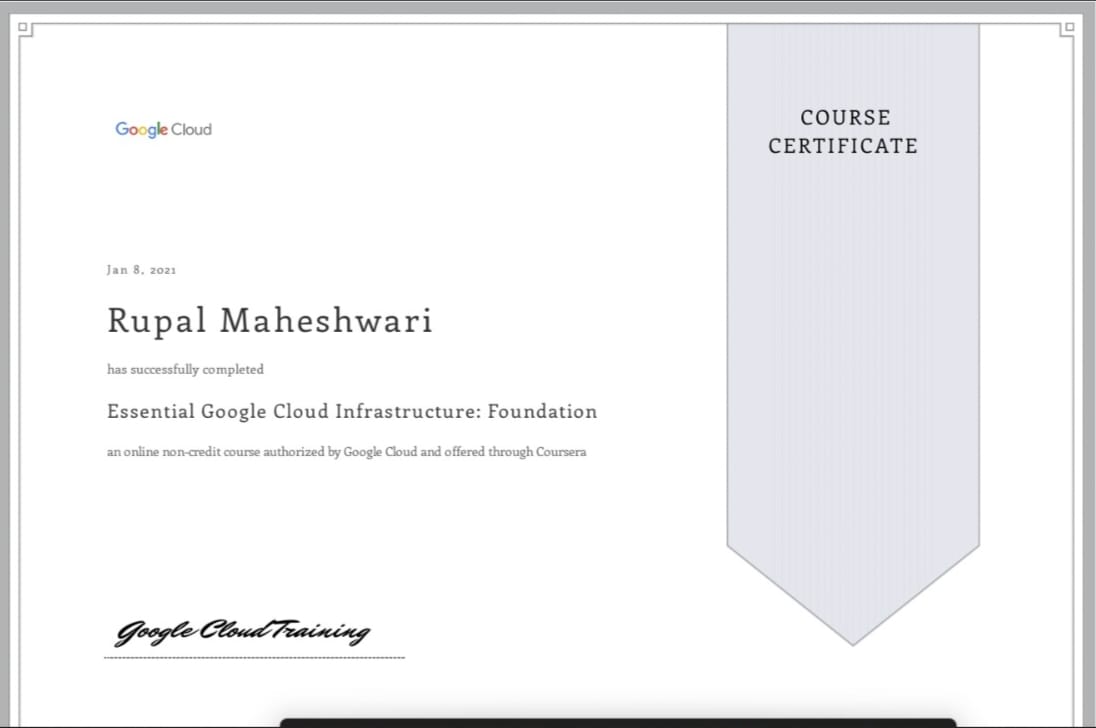 Google Cloud
COURSE
CERTIFICATE
Jan 8, 2021
Rupal Maheshwari
has successfully completed
Essential Google Cloud Infrastructure: Foundation
an online non-credit course authorized by Google Cloud and offered through Coursera
Google Cloud Training